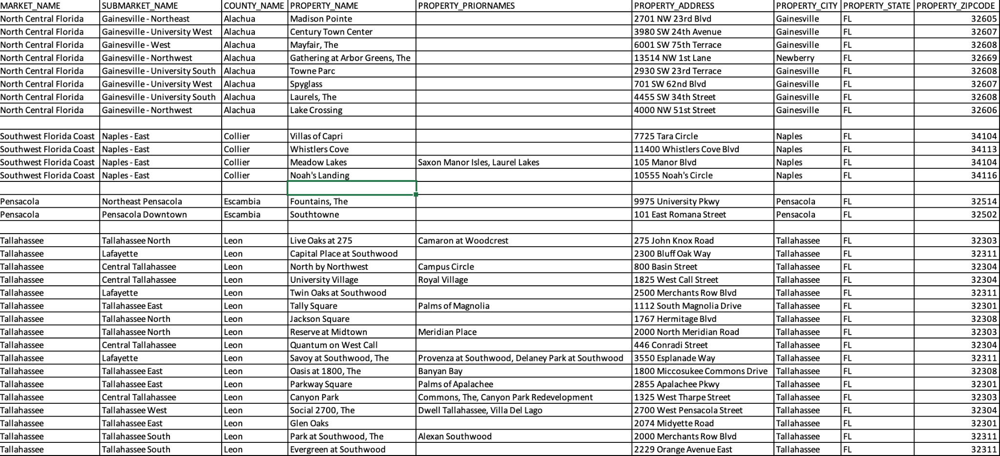 MARKET_NAME SUBMARKET_NAME COUNTY_NAME PROPERTY_NAME PROPERTY_PRIORNAMES PROPERTY_ADDRESS PROPERTY_CITY PROPERTY_STATE PROPERTY_ZIPCODE
North Central Florida Gainesville - Northeast Alachua Madison Pointe 2701 NW 23rd Blvd Gainesville FL 32605
North Central Florida Gainesville - University West Alachua Century Town Center 3980 SW 24th Avenue Gainesville FL 32607
North Central Florida Gainesville - West Alachua Mayfair, The 6001 SW 75th Terrace Gainesville FL 32608
North Central Florida Gainesville - Northwest Alachua Gathering at Arbor Greens, The 13514 NW 1st Lane Newberry FL 32669
North Central Florida Gainesville - University South Alachua Towne Parc 2930 SW 23rd Terrace Gainesville FL 32608
North Central Florida Gainesville - University West Alachua Spyglass 701 SW 62nd Blvd Gainesville FL 32607
North Central Florida Gainesville - University South Alachua Laurels, The 4455 SW 34th Street Gainesville FL 32608
North Central Florida Gainesville - Northwest Alachua Lake Crossing 4000 NW 51st Street Gainesville FL 32606
Southwest Florida Coast Naples - East Collier Villas of Capri 7725 Tara Circle Naples FL 34104
Southwest Florida Coast Naples - East Collier Whistlers Cove 11400 Whistlers Cove Blvd Naples FL 34113
Southwest Florida Coast Naples - East Collier Meadow Lakes Saxon Manor Isles, Laurel Lakes 105 Manor Blvd Naples FL 34104
Southwest Florida Coast Naples - East Collier Noah's Landing 10555 Noah's Circle Naples FL 34116
Pensacola Northeast Pensacola Escambia Fountains, The 9975 University Pkwy Pensacola FL 32514
Pensacola Pensacola Downtown Escambia Southtowne 101 East Romana Street Pensacola FL 32502
Tallahassee Tallahassee North Leon Live Oaks at 275 Camaron at Woodcrest 275 John Knox Road Tallahassee FL 32303
Tallahassee Lafayette Leon Capital Place at Southwood 2300 Bluff Oak Way Tallahassee FL 32311
Tallahassee Central Tallahassee Leon North by Northwest Campus Circle 800 Basin Street Tallahassee FL 32304
Tallahassee Central Tallahassee Leon University Village Royal Village 1825 West Call Street Tallahassee FL 32304
Tallahassee Lafayette Leon Twin Oaks at Southwood 2500 Merchants Row Blvd Tallahassee FL 32311
Tallahassee Tallahassee East Leon Tally Square Palms of Magnolia 1112 South Magnolia Drive Tallahassee FL 32301
Tallahassee Tallahassee North Leon Jackson Square 1767 Hermitage Blvd Tallahassee FL 32308
Tallahassee Tallahassee North Leon Reserve at Midtown Meridian Place 2000 North Meridian Road Tallahassee FL 32303
Tallahassee Central Tallahassee Leon Quantum on West Call 446 Conradi Street Tallahassee FL 32304
Tallahassee Lafayette Leon Savoy at Southwood, The Provenza at Southwood, Delaney Park at Southwood 3550 Esplanade Way Tallahassee FL 32311
Tallahassee Tallahassee East Leon Oasis at 1800, The Banyan Bay 1800 Miccosukee Commons Drive Tallahassee FL 32308
Tallahassee Tallahassee East Leon Parkway Square Palms of Apalachee 2855 Apalachee Pkwy Tallahassee FL 32301
Tallahassee Central Tallahassee Leon Canyon Park Commons, The, Canyon Park Redevelopment 1325 West Tharpe Street Tallahassee FL 32303
Tallahassee Tallahassee West Leon Social 2700, The Dwell Tallahassee, Villa Del Lago 2700 West Pensacola Street Tallahassee FL 32304
Tallahassee Tallahassee East Leon Glen Oaks 2074 Midyette Road Tallahassee FL 32301
Tallahassee Tallahassee South Leon Park at Southwood, The Alexan Southwood 2000 Merchants Row Blvd Tallahassee FL 32311
Tallahassee Tallahassee South Leon Evergreen at Southwood 2229 Orange Avenue East Tallahassee FL 32311